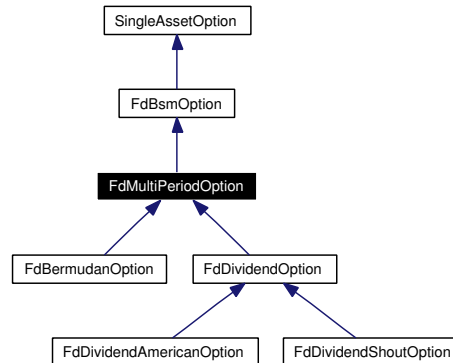 SingleAssetOption
FdBsmOption
FdMultiPeriodOption
FdBermudanOption
FdDividendOption
FdDividendAmericanOption
FdDividendShoutOption